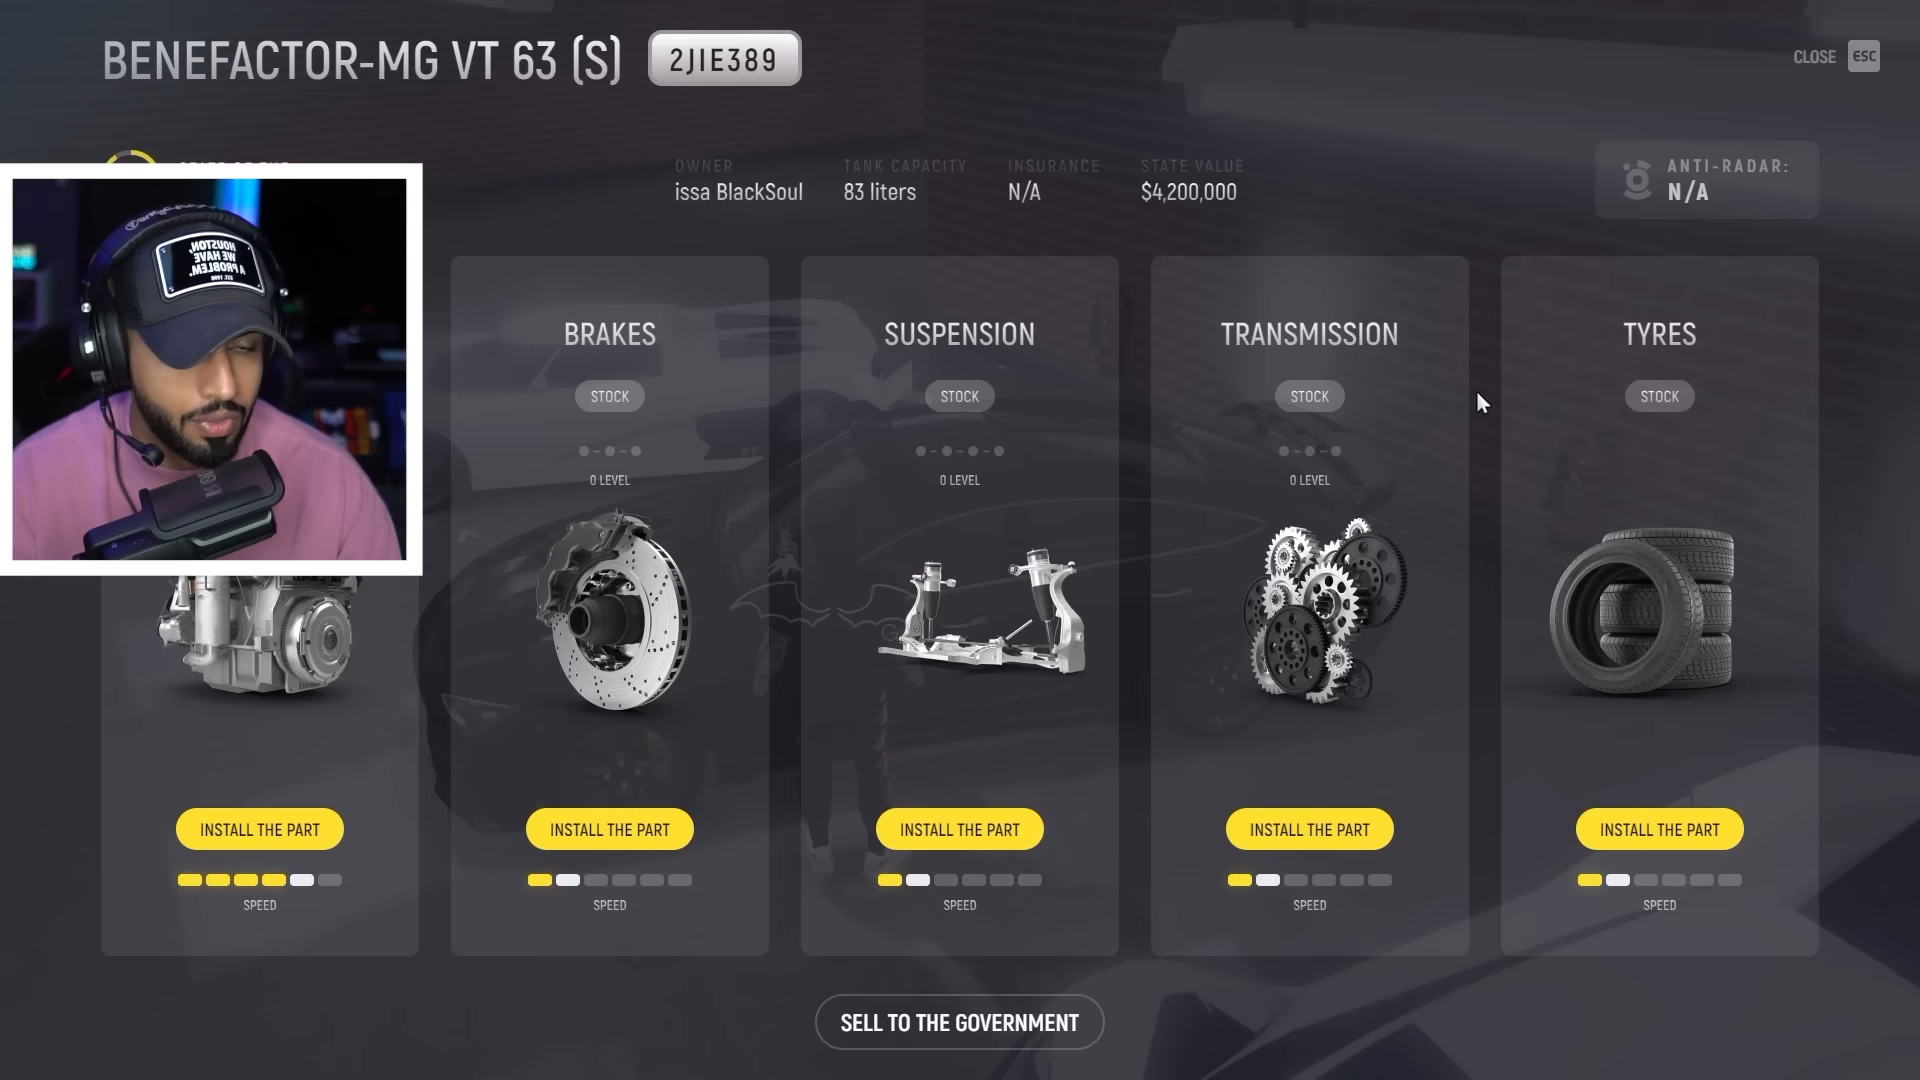 BENEFACTOR-MG VT 63 (S)
2JIE389
CLOSE ESC
OWNER
issa BlackSoul
TANK CAPACITY
83 liters
INSURANCE
N/A
STATE VALUE
$4,200,000
ANTI-RADAR:
N/A
HOUSTON,
WE HAVE
A PROBLEM.
BRAKES
STOCK
0 LEVEL
INSTALL THE PART
SPEED
SUSPENSION
STOCK
0 LEVEL
INSTALL THE PART
SPEED
TRANSMISSION
STOCK
0 LEVEL
INSTALL THE PART
SPEED
TYRES
STOCK
INSTALL THE PART
SPEED
INSTALL THE PART
SPEED
SELL TO THE GOVERNMENT